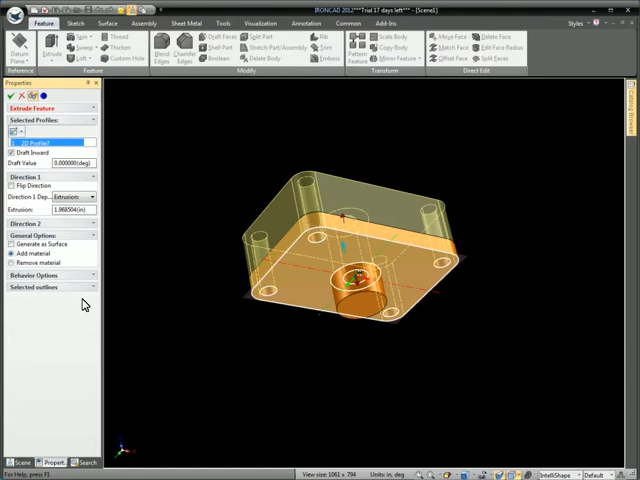 IRONCAD 2012***Trial 17 days left*** - [Scene1]
Feature Sketch Surface Assembly Sheet Metal Tools Visualization Annotation Common Add-Ins Styles
Datum Plane
Extrude
Spin
Sweep
Loft
Thread
Thicken
Custom Hole
Blend Edges
Chamfer Edges
Draft Faces
Shell Part
Boolean
Split Part
Stretch Part/Assembly
Delete Body
Rib
Trim
Emboss
Pattern Feature
Scale Body
Copy Body
Mirror Feature
Move Face
Match Face
Offset Face
Delete Face
Edit Face Radius
Split Faces
Reference Feature Modify Transform Direct Edit
Properties
Extrude Feature
Selected Profiles:
2D Profile7
Draft Inward
Draft Value 0.000000(deg)
Direction 1
Flip Direction
Direction 1 Dep... Extrusion:
Extrusion: 1.968504(in)
Direction 2
General Options:
Generate as Surface
Add material
Remove material
Behavior Options
Selected outlines
Catalog Browser
Scene Propert... Search
For Help, press F1
View size: 1061 x 794 Units: in, deg
IntelliShape Default